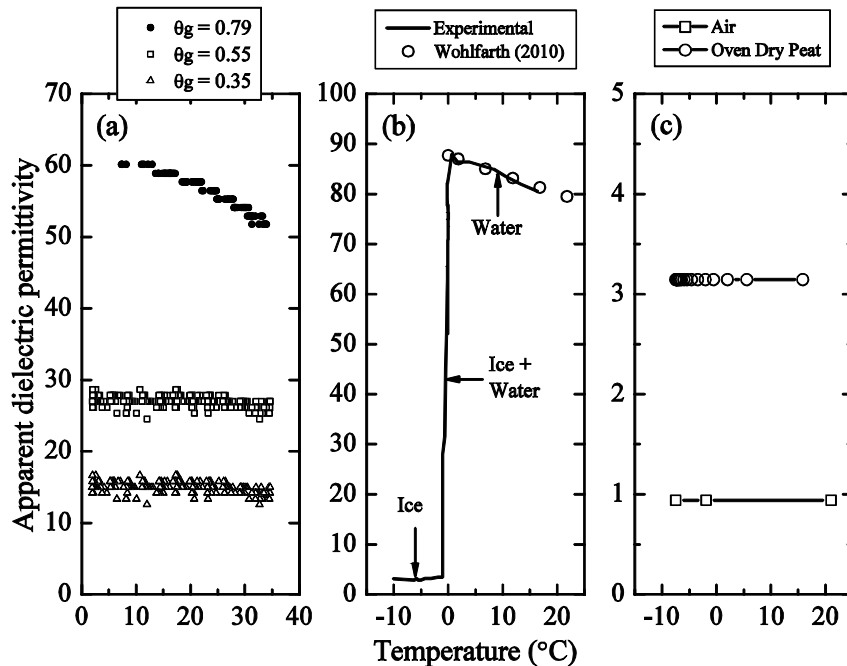 θg = 0.79
θg = 0.55
θg = 0.35
Experimental
Wohlfarth (2010)
Air
Oven Dry Peat
Apparent dielectric permittivity
(a)
70
60
50
40
30
20
10
0
0 10 20 30 40
(b)
100
90
80
70
60
50
40
30
20
10
0
Water
Ice +
Water
Ice
-10 0 10 20
(c)
5
4
3
2
1
0
-10 0 10 20
Temperature (°C)